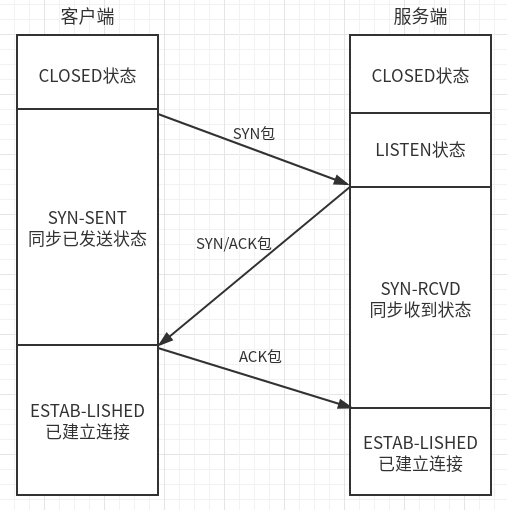 客户端
服务端
CLOSED状态
CLOSED状态
SYN包
LISTEN状态
SYN-SENT
同步已发送状态
SYN/ACK包
SYN-RCVD
同步收到状态
ACK包
ESTAB-LISHED
已建立连接
ESTAB-LISHED
已建立连接